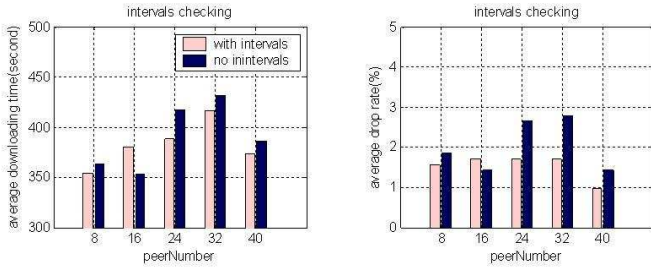 intervals checking
average downloading time(second)
500
450
400
350
300
with intervals
no inintervals
8 16 24 32 40
peerNumber
intervals checking
average drop rate(%)
5
4
3
2
1
0
8 16 24 32 40
peerNumber